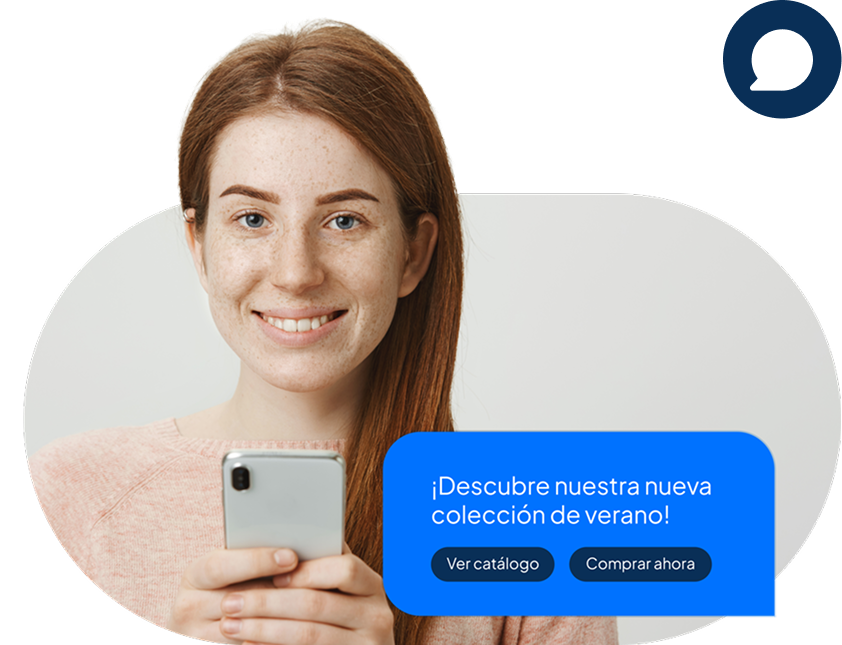 ¡Descubre nuestra nueva
colección de verano!
Ver catálogo
Comprar ahora